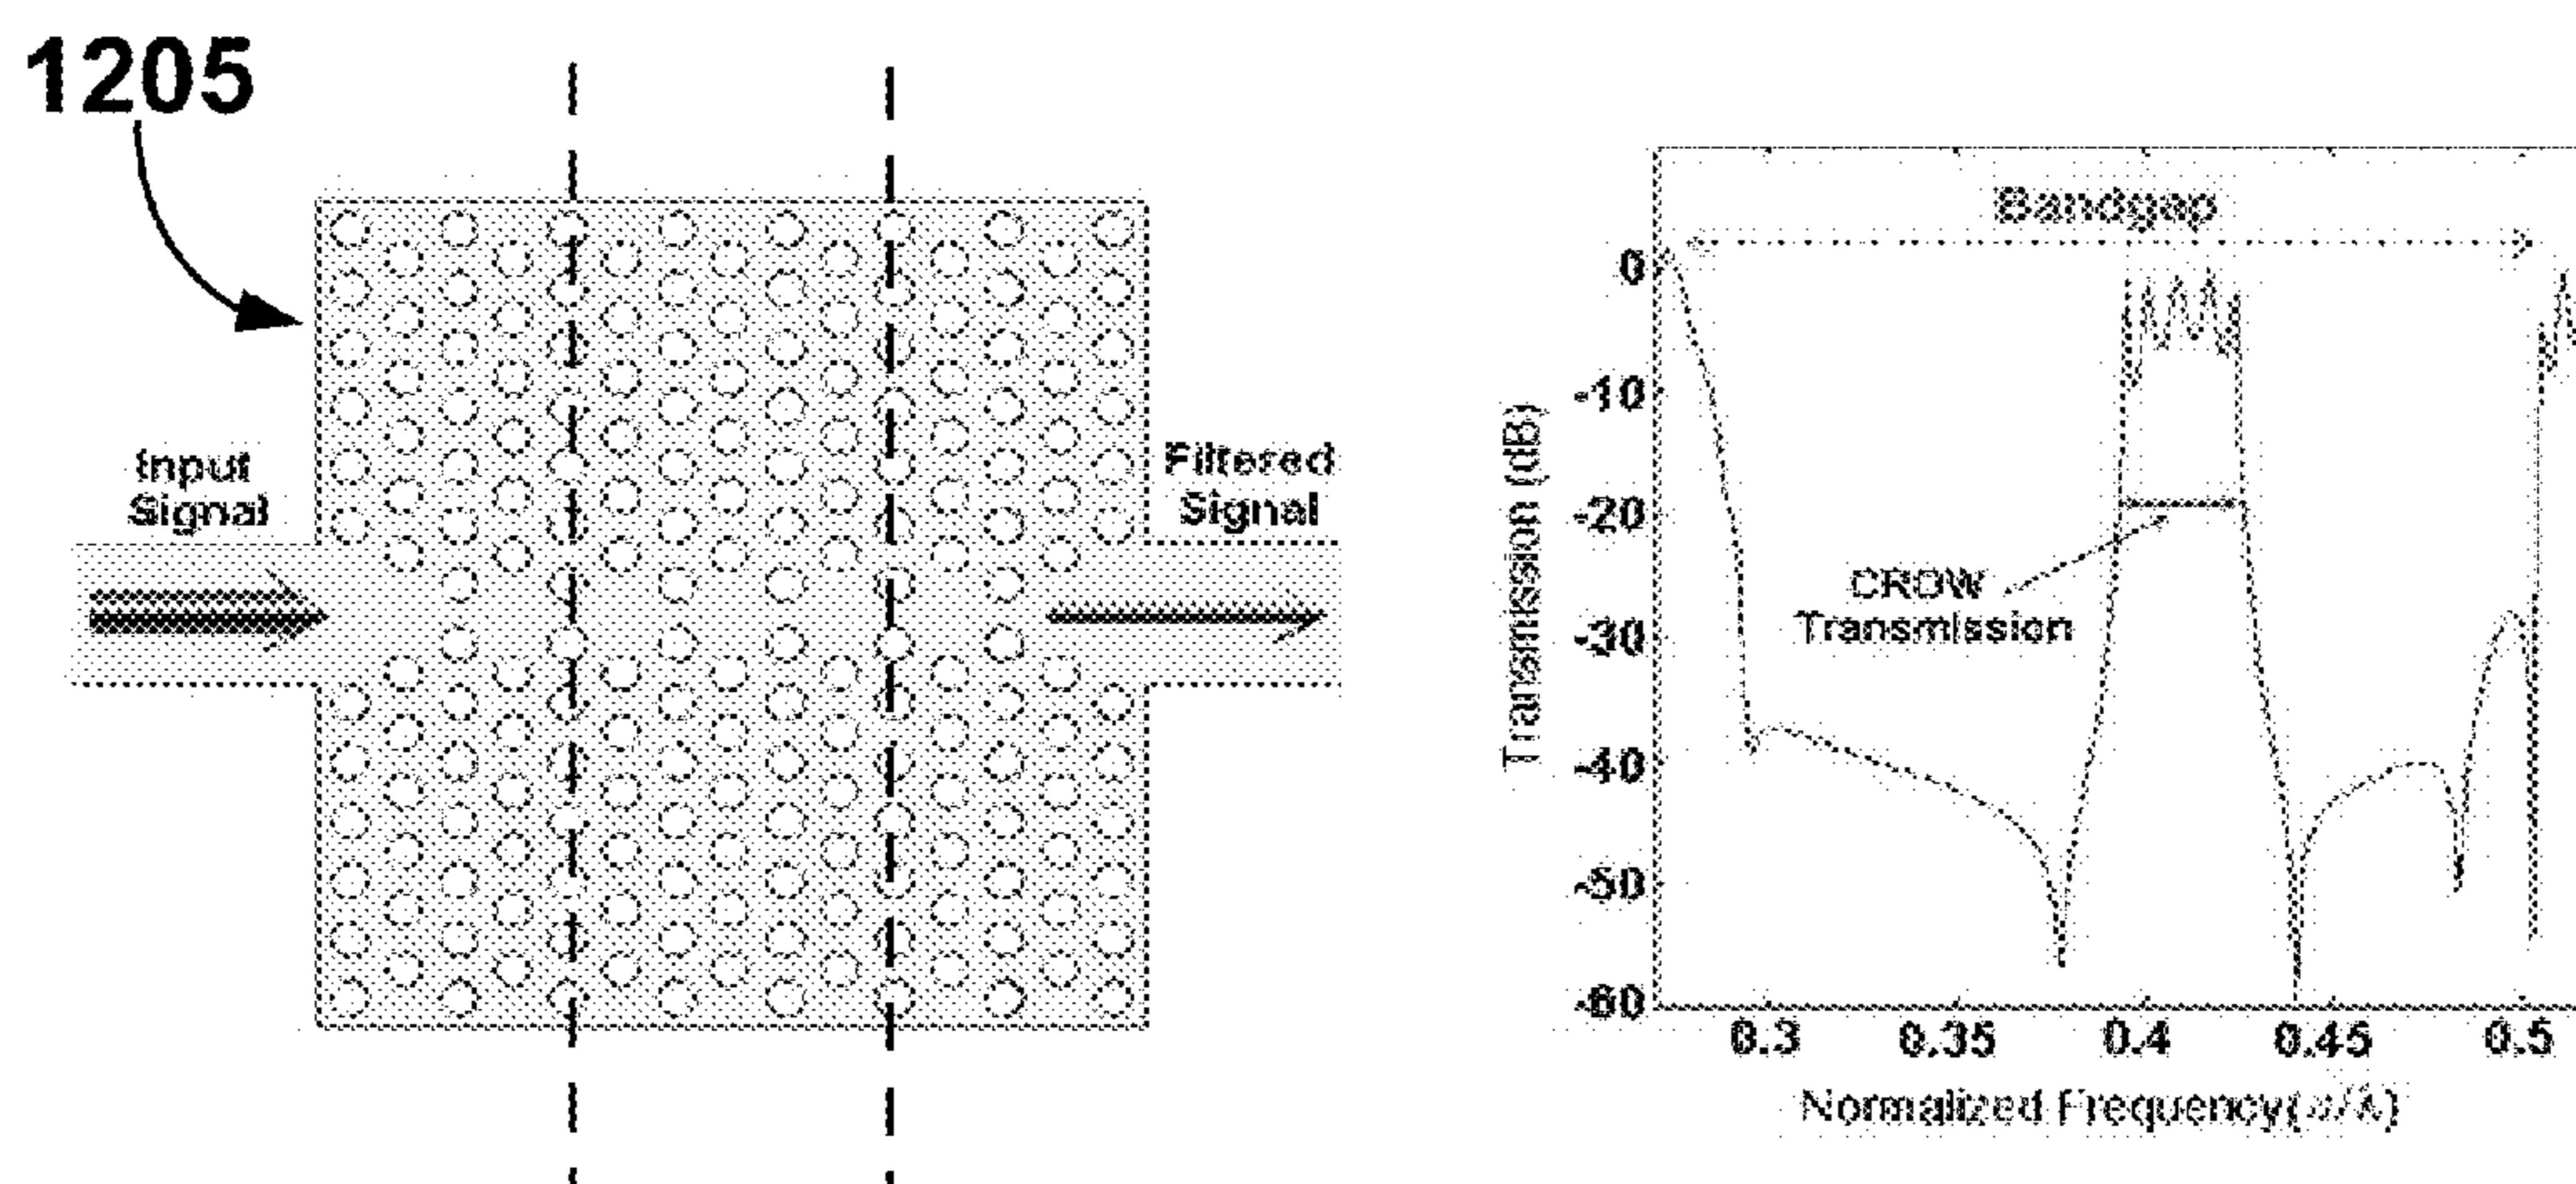 1205
Input
Signal
Filtered
Signal
Bandgap
0
-10
-20
-30
-40
-50
-60
Transmission (dB)
CROW
Transmission
0.3
0.35
0.4
0.45
0.5
Normalized Frequency(a/λ)